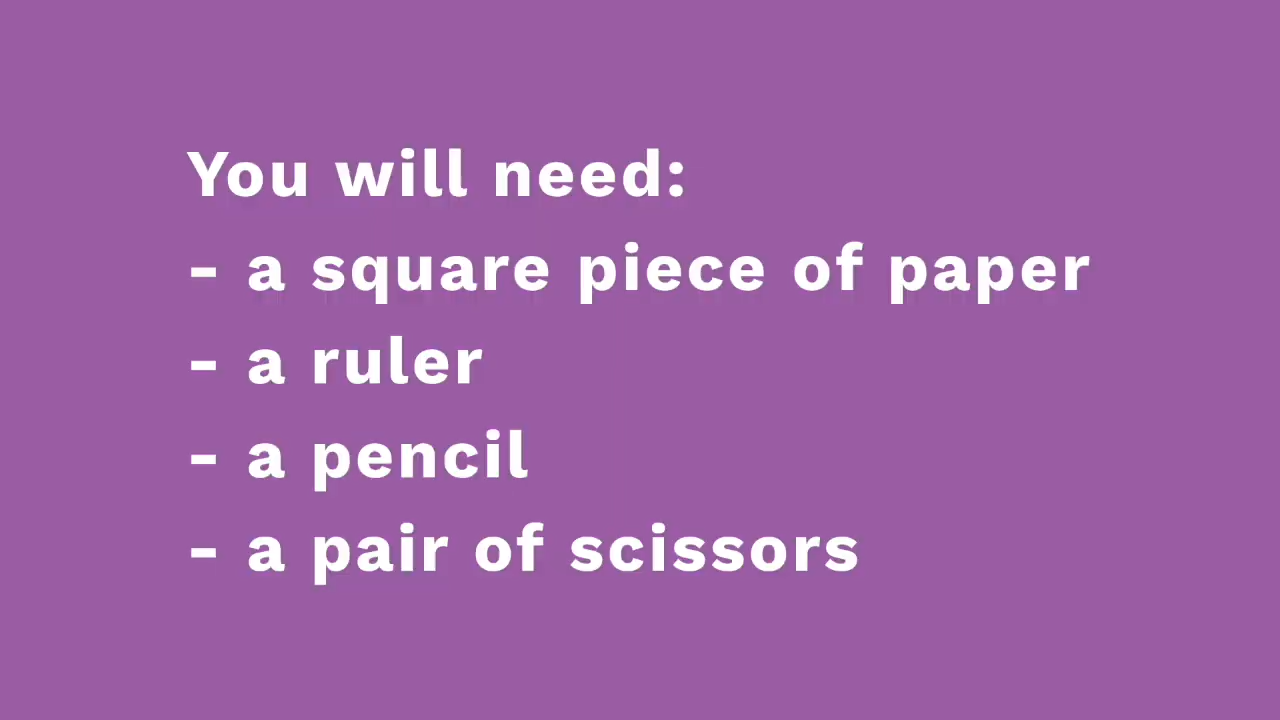 You will need:
- a square piece of paper
- a ruler
- a pencil
- a pair of scissors